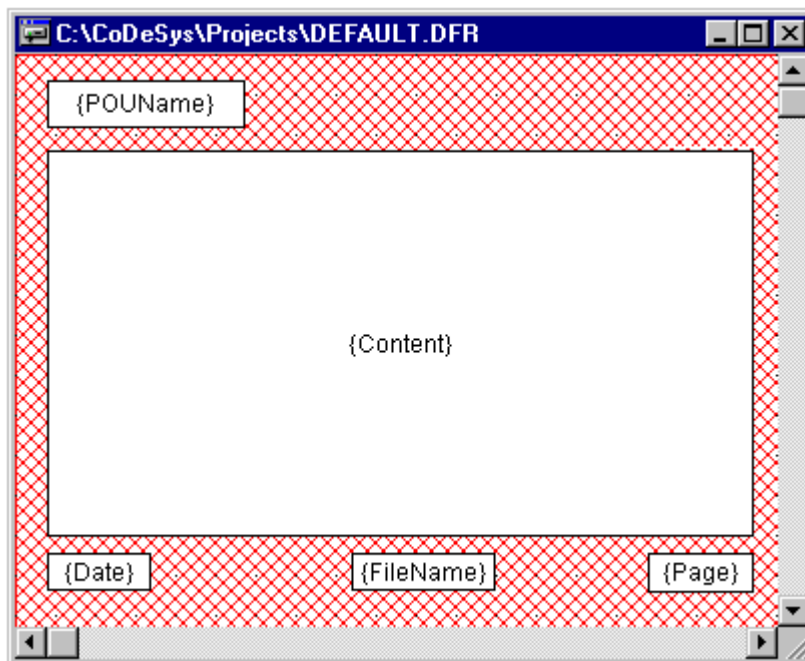 C:\CoDeSys\Projects\DEFAULT.DFR
{POUName}
{Content}
{Date} {FileName} {Page}